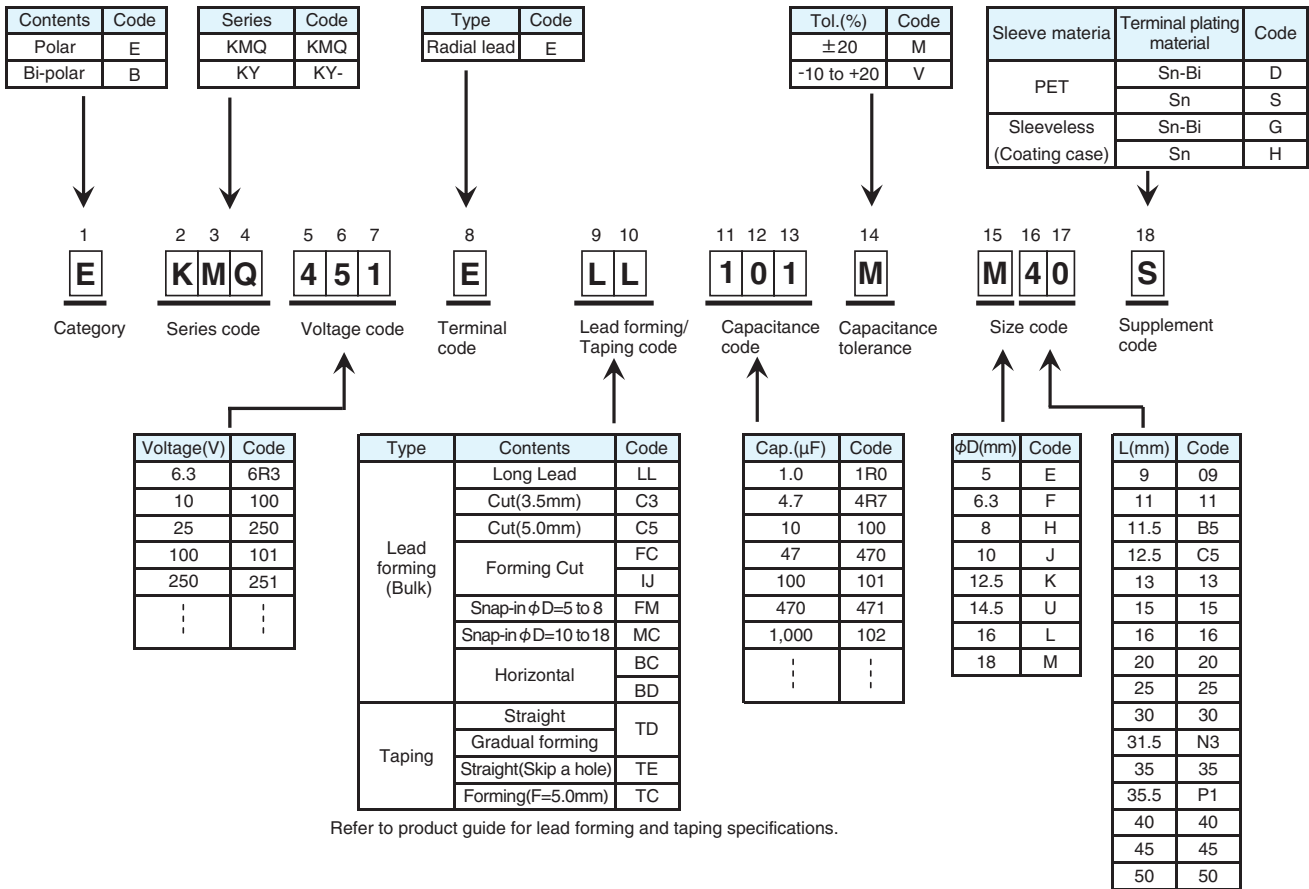 Contents Code
Polar E
Bi-polar B
Series Code
KMQ KMQ
KY KY-
Type Code
Radial lead E
Tol.(%) Code
±20 M
-10 to +20 V
Sleeve materia Terminal plating material Code
PET Sn-Bi D
Sn S
Sleeveless (Coating case) Sn-Bi G
Sn H
1 2 3 4 5 6 7 8 9 10 11 12 13 14 15 16 17 18
E K M Q 4 5 1 E L L 1 0 1 M M 4 0 S
Category
Series code
Voltage code
Terminal code
Lead forming/ Taping code
Capacitance code
Capacitance tolerance
Size code
Supplement code
Voltage(V) Code
6.3 6R3
10 100
25 250
100 101
250 251
Type Contents Code
Lead forming (Bulk)
Long Lead LL
Cut(3.5mm) C3
Cut(5.0mm) C5
Forming Cut FC
IJ
Snap-in ϕD=5 to 8 FM
Snap-in ϕD=10 to 18 MC
Horizontal BC
BD
Taping
Straight TD
Gradual forming
Straight(Skip a hole) TE
Forming(F=5.0mm) TC
Cap.(µF) Code
1.0 1R0
4.7 4R7
10 100
47 470
100 101
470 471
1,000 102
ϕD(mm) Code
5 E
6.3 F
8 H
10 J
12.5 K
14.5 U
16 L
18 M
L(mm) Code
9 09
11 11
11.5 B5
12.5 C5
13 13
15 15
16 16
20 20
25 25
30 30
31.5 N3
35 35
35.5 P1
40 40
45 45
50 50
Refer to product guide for lead forming and taping specifications.